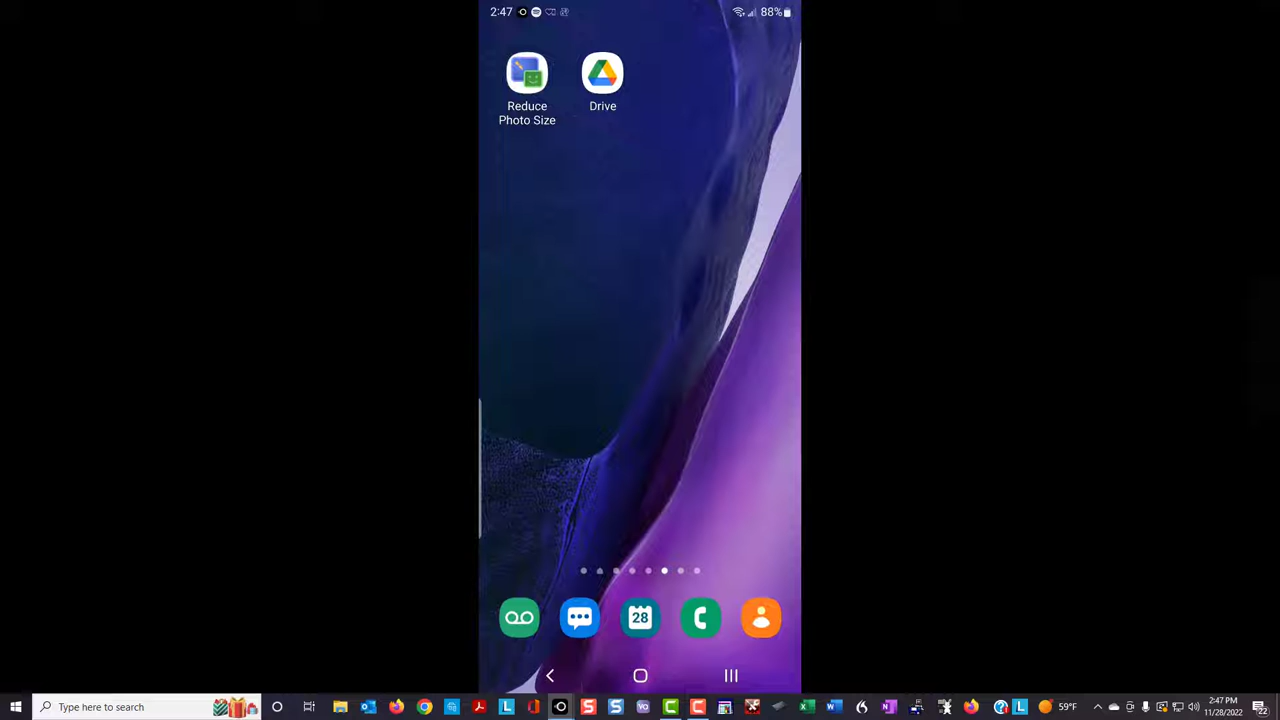 2:47
88%
Reduce
Photo Size
Drive
28
Type here to search
59°F
2:47 PM
11/28/2022
22